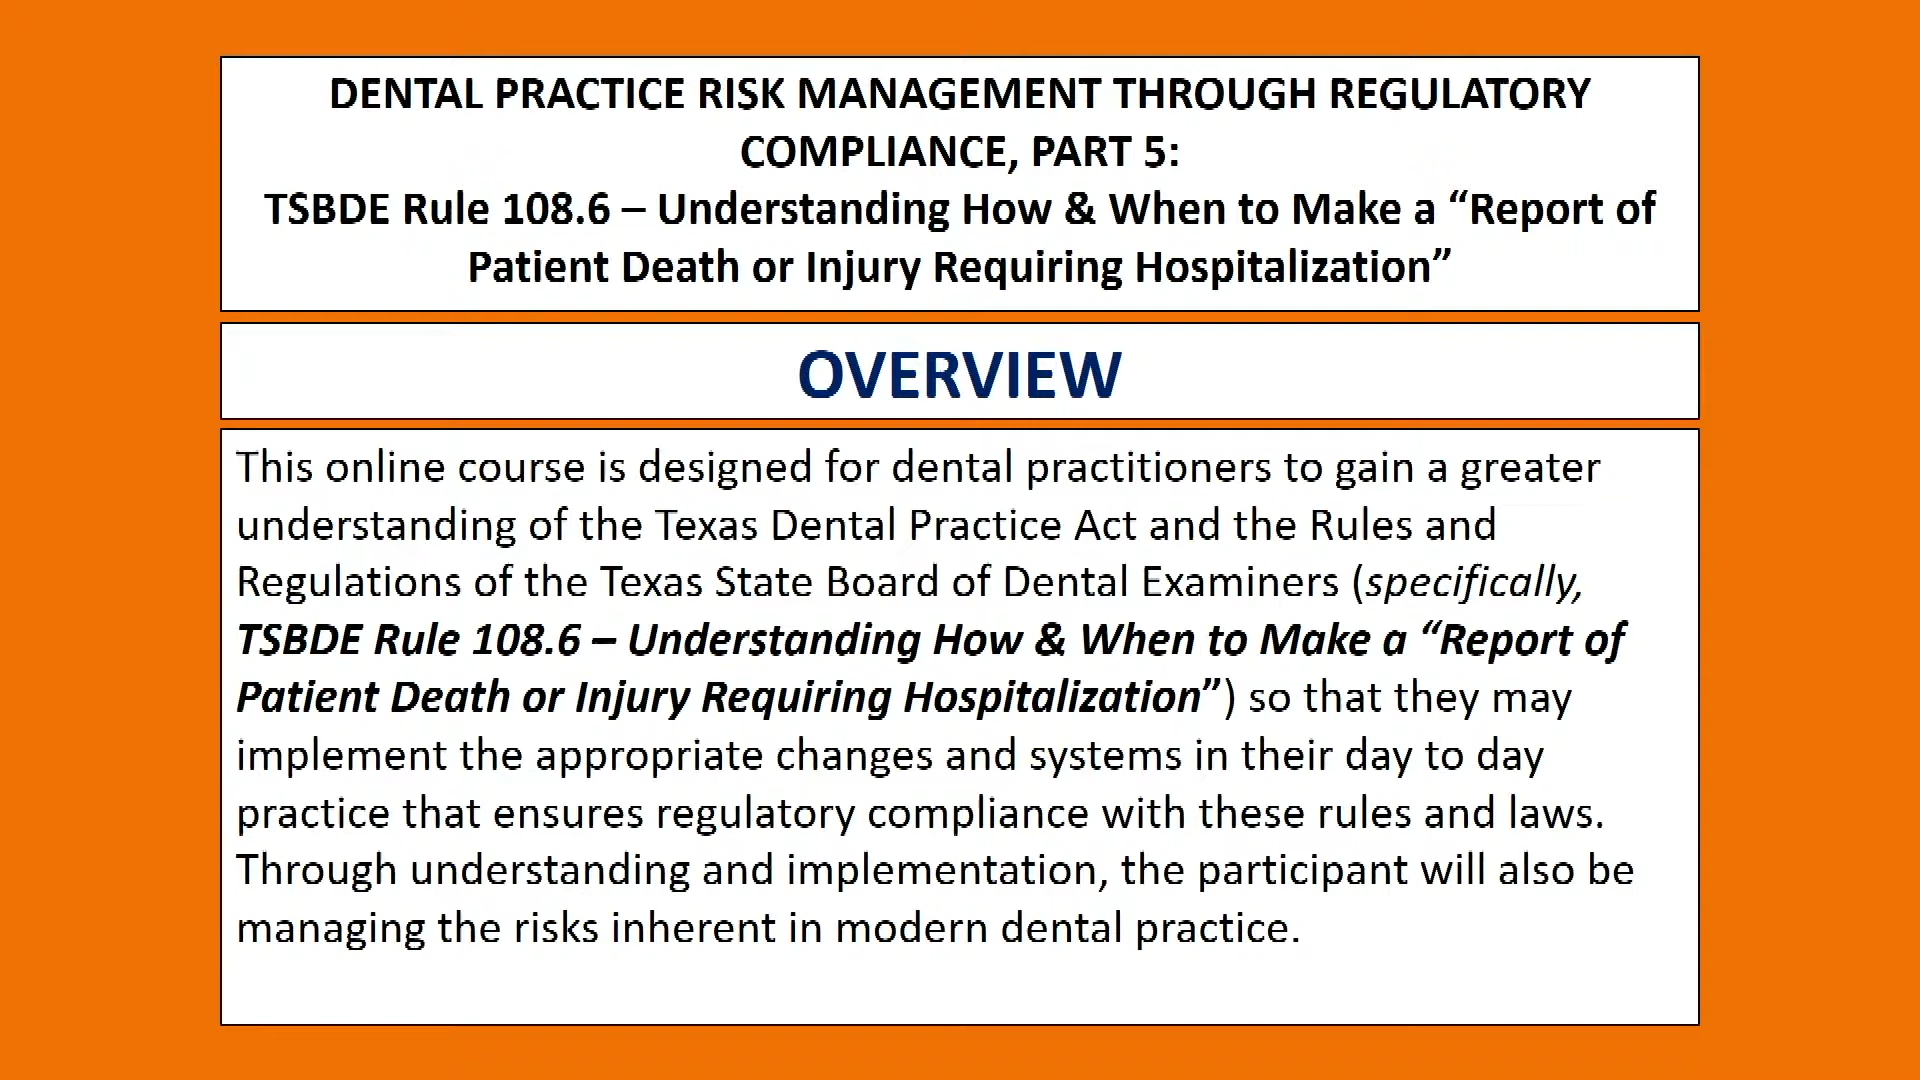 DENTAL PRACTICE RISK MANAGEMENT THROUGH REGULATORY
COMPLIANCE, PART 5:
TSBDE Rule 108.6 – Understanding How & When to Make a “Report of
Patient Death or Injury Requiring Hospitalization”
OVERVIEW
This online course is designed for dental practitioners to gain a greater
understanding of the Texas Dental Practice Act and the Rules and
Regulations of the Texas State Board of Dental Examiners (specifically,
TSBDE Rule 108.6 – Understanding How & When to Make a “Report of
Patient Death or Injury Requiring Hospitalization”) so that they may
implement the appropriate changes and systems in their day to day
practice that ensures regulatory compliance with these rules and laws.
Through understanding and implementation, the participant will also be
managing the risks inherent in modern dental practice.